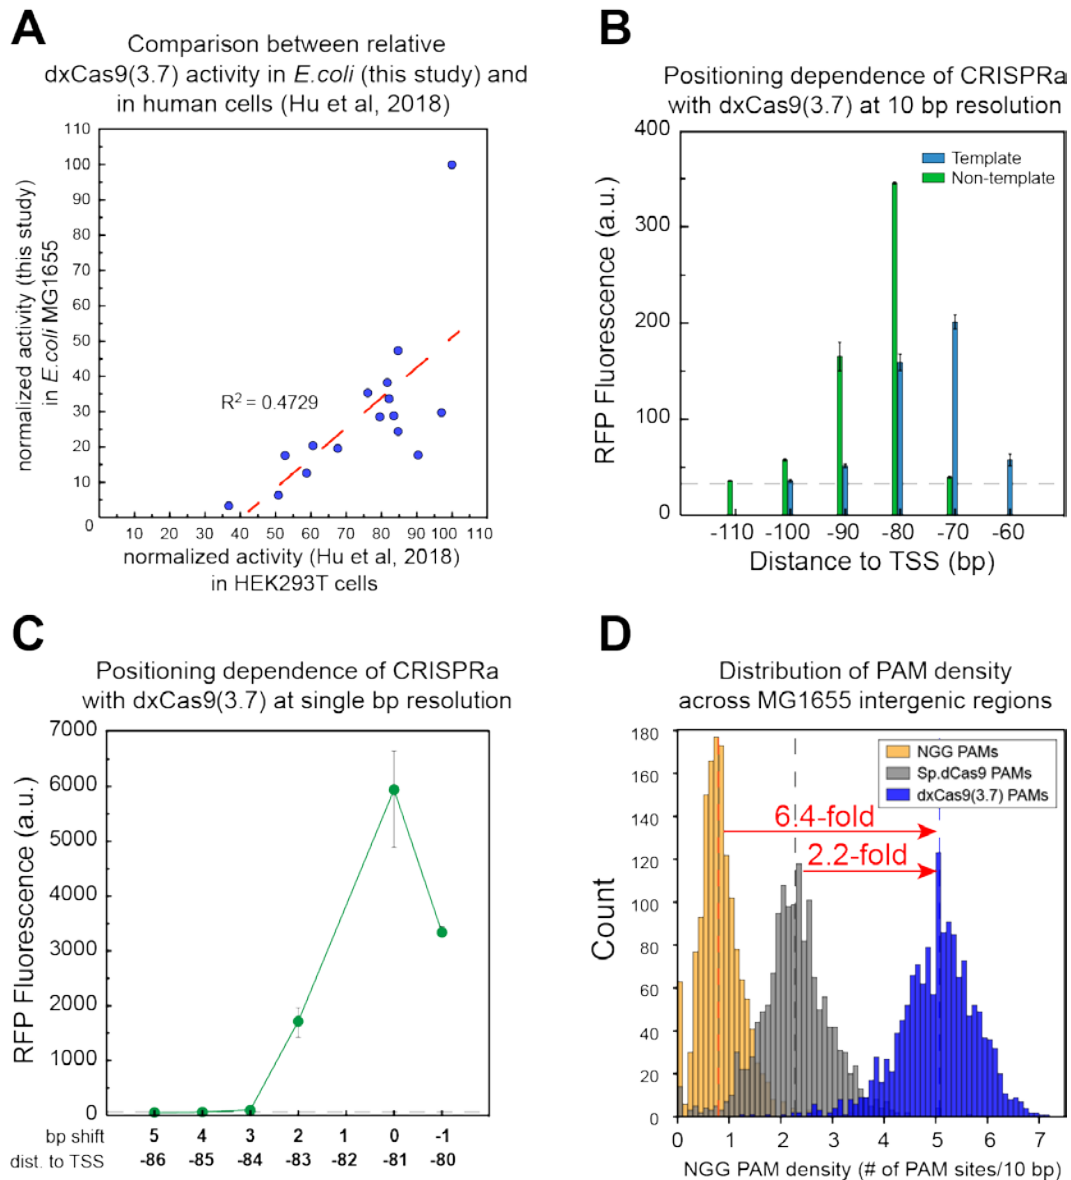 A
Comparison between relative
dxCas9(3.7) activity in E.coli (this study) and
in human cells (Hu et al, 2018)
normalized activity (this study)
in E.coli MG1655
110
100
90
80
70
60
50
40
30
20
10
0
R² = 0.4729
10 20 30 40 50 60 70 80 90 100 110
normalized activity (Hu et al, 2018)
in HEK293T cells
B
Positioning dependence of CRISPRa
with dxCas9(3.7) at 10 bp resolution
RFP Fluorescence (a.u.)
400
300
200
100
0
Template
Non-template
-110 -100 -90 -80 -70 -60
Distance to TSS (bp)
C
Positioning dependence of CRISPRa
with dxCas9(3.7) at single bp resolution
RFP Fluorescence (a.u.)
7000
6000
5000
4000
3000
2000
1000
0
bp shift 5 4 3 2 1 0 -1
dist. to TSS -86 -85 -84 -83 -82 -81 -80
D
Distribution of PAM density
across MG1655 intergenic regions
Count
180
160
140
120
100
80
60
40
20
0
NGG PAMs
Sp.dCas9 PAMs
dxCas9(3.7) PAMs
6.4-fold
2.2-fold
0 1 2 3 4 5 6 7
NGG PAM density (# of PAM sites/10 bp)